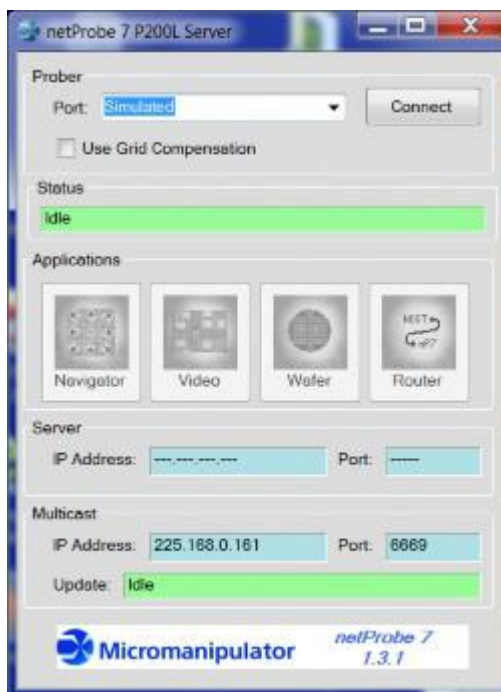 netProbe 7 P200L Server
Prober
Port: Simulated
Connect
Use Grid Compensation
Status
Idle
Applications
NCST
nP7
Navigator Video Wafer Router
Server
IP Address: ---.---.---.--- Port: -----
Multicast
IP Address: 225.168.0.161 Port: 6669
Update: Idle
Micromanipulator
netProbe 7
1.3.1